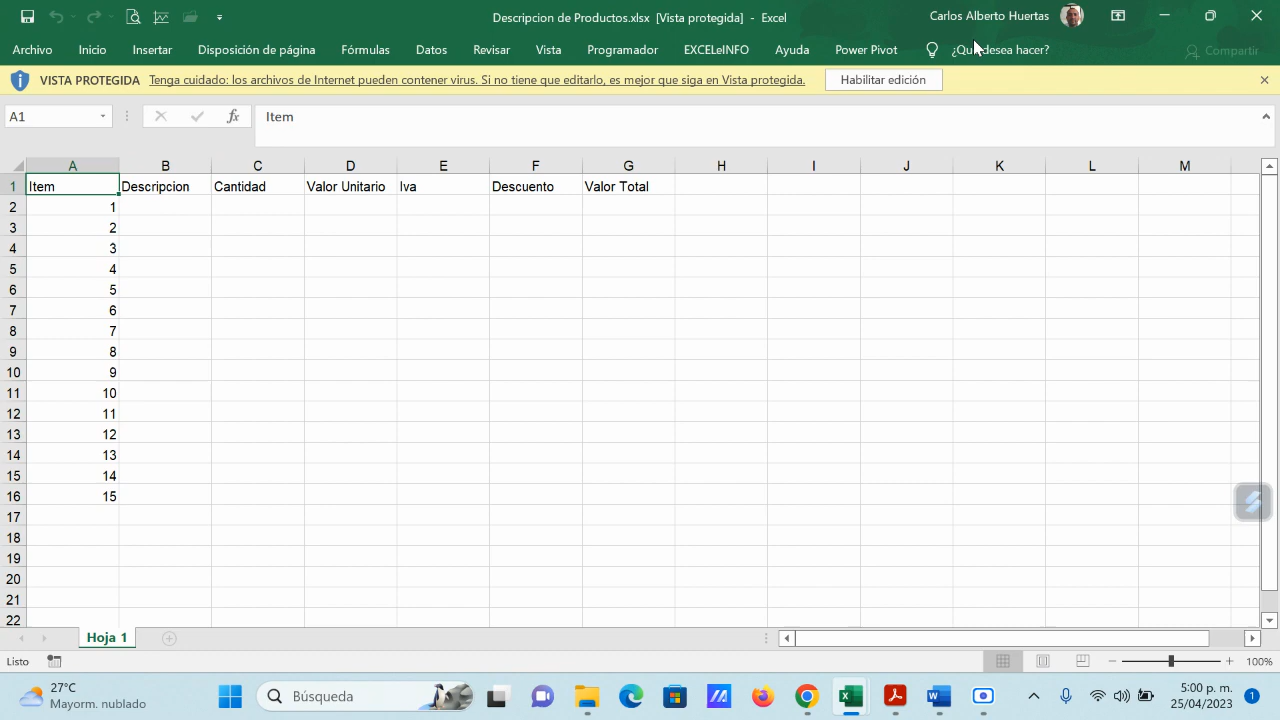 Descripcion de Productos.xlsx [Vista protegida] - Excel
Carlos Alberto Huertas
Archivo Inicio Insertar Disposición de página Fórmulas Datos Revisar Vista Programador EXCELeINFO Ayuda Power Pivot ¿Qué desea hacer? Compartir
VISTA PROTEGIDA Tenga cuidado: los archivos de Internet pueden contener virus. Si no tiene que editarlo, es mejor que siga en Vista protegida. Habilitar edición
A1 fx Item
A B C D E F G H I J K L M
1 Item Descripcion Cantidad Valor Unitario Iva Descuento Valor Total
2 1
3 2
4 3
5 4
6 5
7 6
8 7
9 8
10 9
11 10
12 11
13 12
14 13
15 14
16 15
17
18
19
20
21
22
Hoja 1
Listo 100%
27°C
Mayorm. nublado
Búsqueda
5:00 p. m.
25/04/2023
1